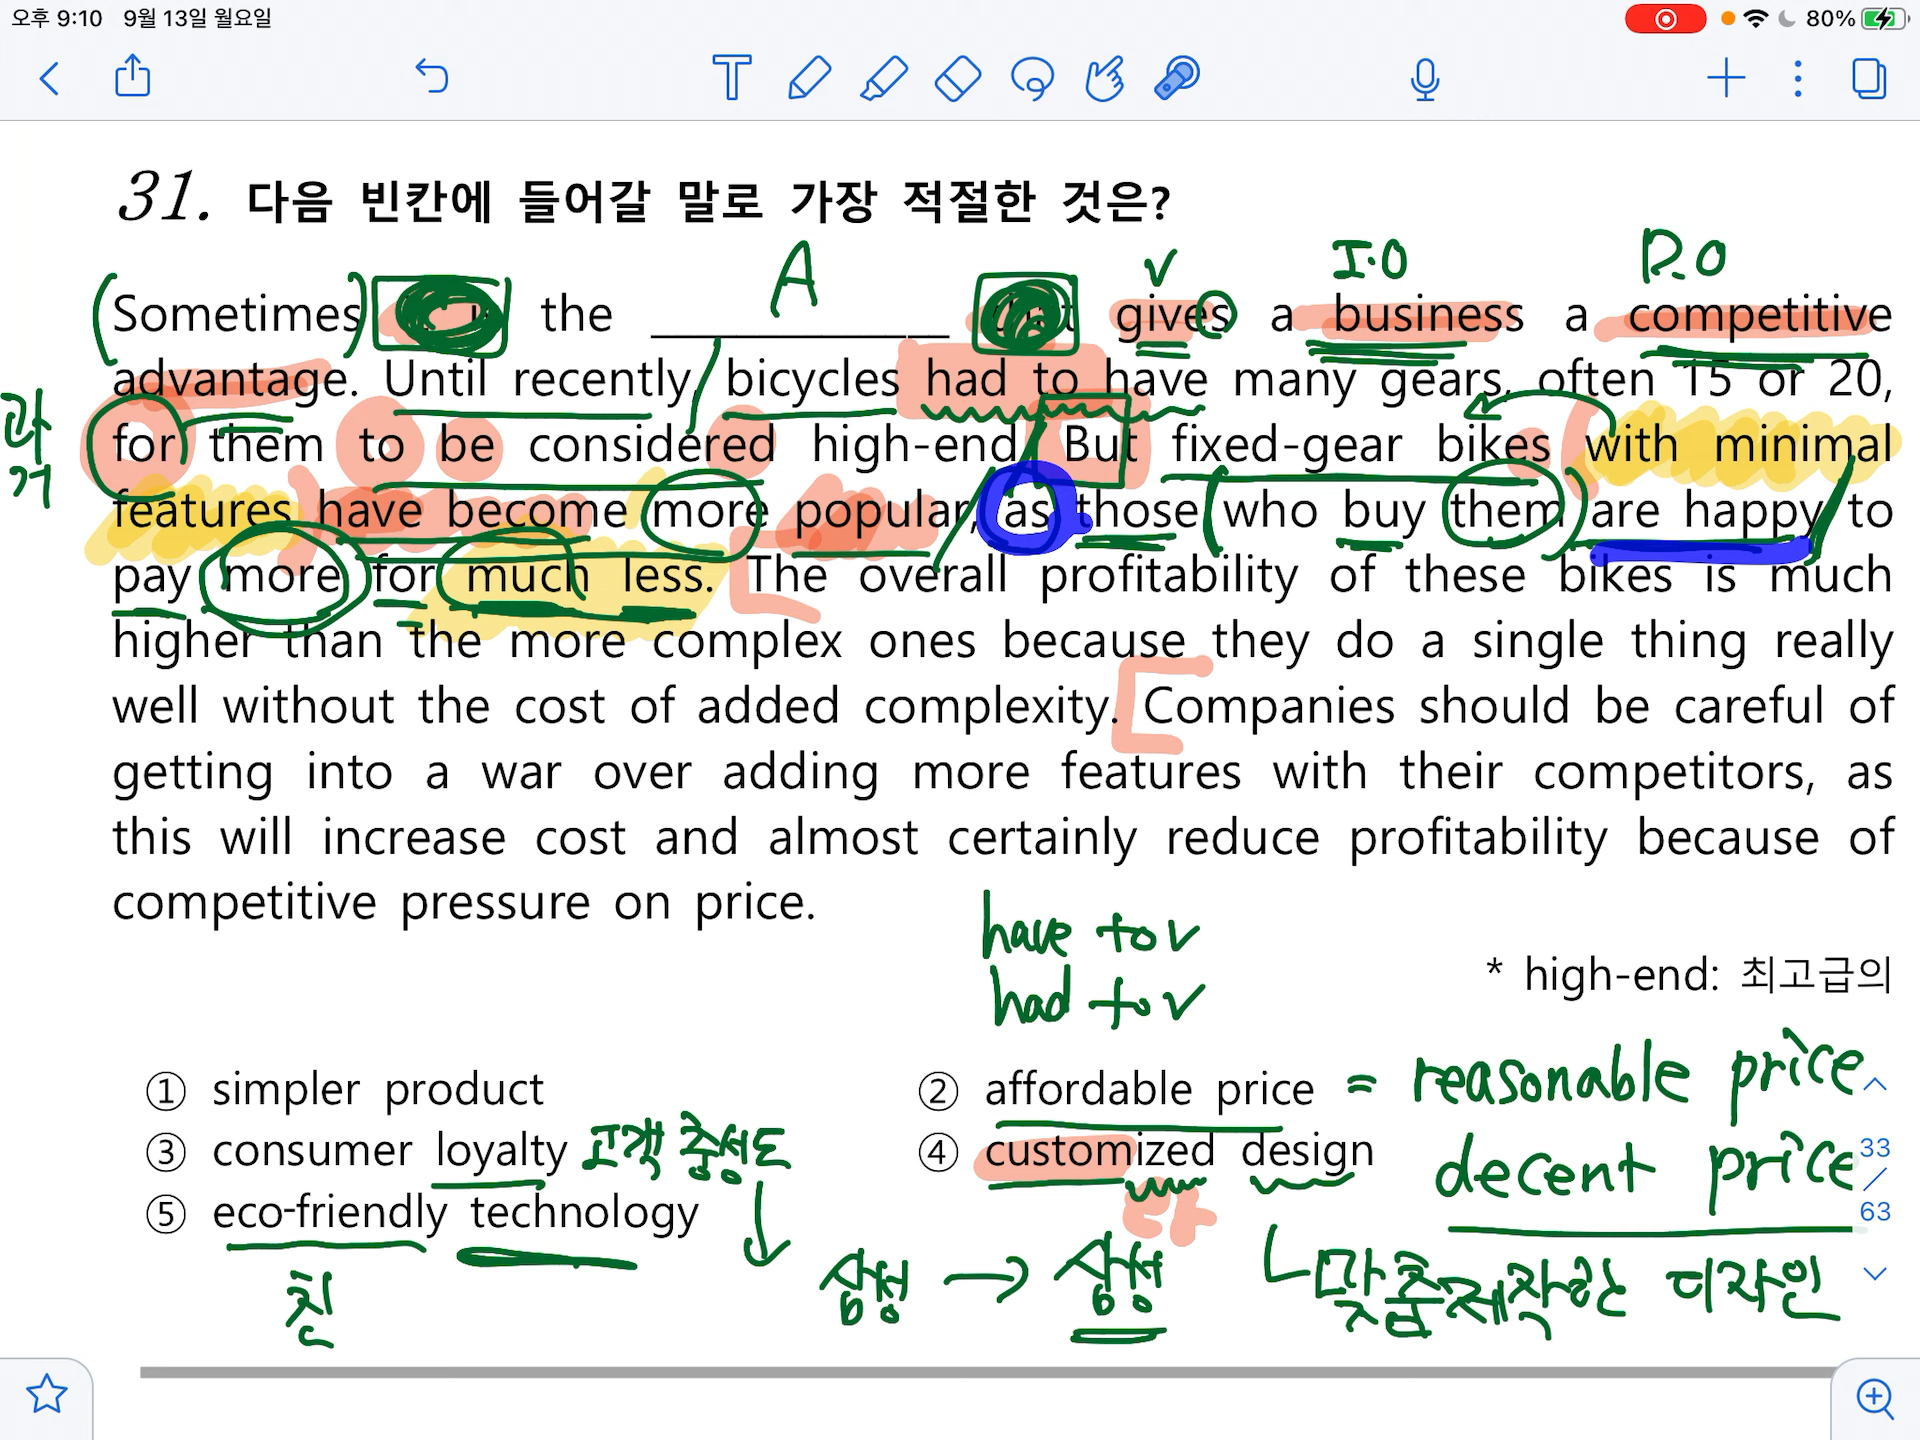 오후 9:10 9월 13일 월요일 80%
31. 다음 빈칸에 들어갈 말로 가장 적절한 것은?
A V I.O D.O
Sometimes the ____________ that gives a business a competitive
advantage. Until recently, bicycles had to have many gears, often 15 or 20,
과거
for them to be considered high-end. But fixed-gear bikes with minimal
features have become more popular, as those who buy them are happy to
pay more for much less. The overall profitability of these bikes is much
higher than the more complex ones because they do a single thing really
well without the cost of added complexity. Companies should be careful of
getting into a war over adding more features with their competitors, as
this will increase cost and almost certainly reduce profitability because of
competitive pressure on price.
have to v
had to v
* high-end: 최고급의
① simpler product
② affordable price = reasonable price
③ consumer loyalty 고객 충성도
④ customized design decent price
33
/
63
⑤ eco-friendly technology
친
삼성 → 삼성
맞춤제작한 디자인